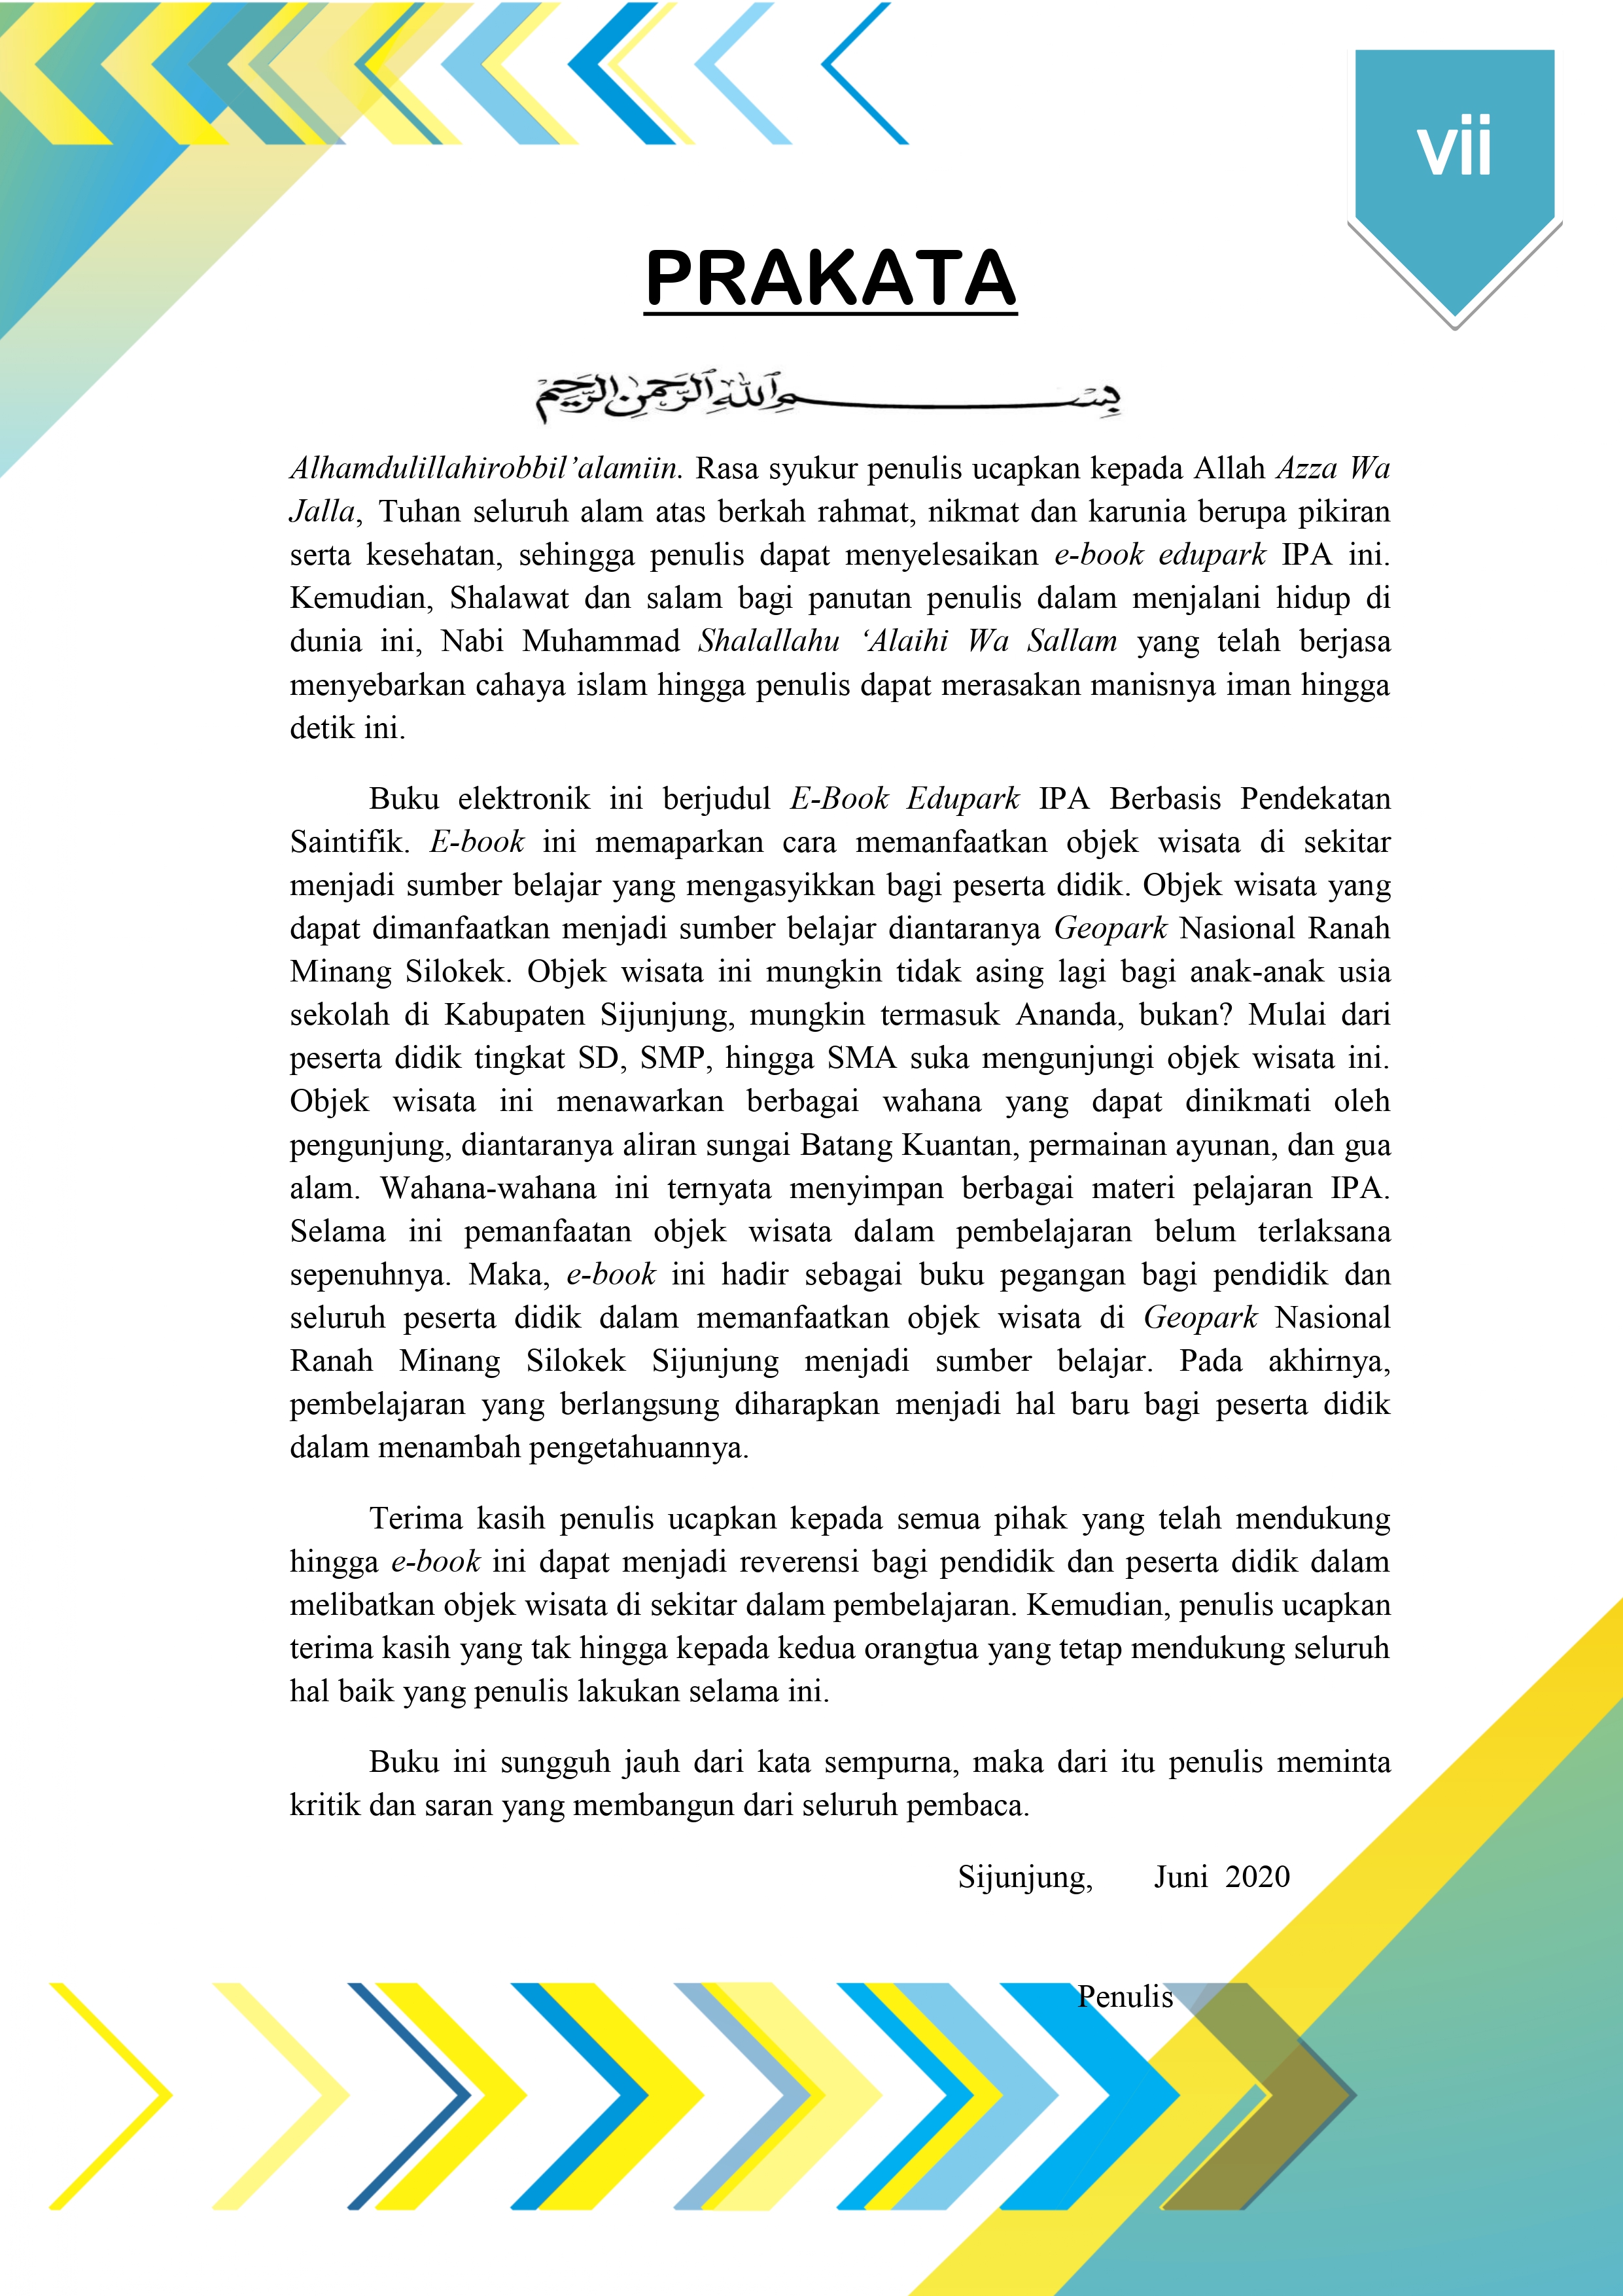 vii
PRAKATA
بِسْــــــــمِ اللهِ الرَّحْمٰنِ الرَّحِيْمِ
Alhamdulillahirobbil’alamiin. Rasa syukur penulis ucapkan kepada Allah Azza Wa
Jalla, Tuhan seluruh alam atas berkah rahmat, nikmat dan karunia berupa pikiran
serta kesehatan, sehingga penulis dapat menyelesaikan e-book edupark IPA ini.
Kemudian, Shalawat dan salam bagi panutan penulis dalam menjalani hidup di
dunia ini, Nabi Muhammad Shalallahu ‘Alaihi Wa Sallam yang telah berjasa
menyebarkan cahaya islam hingga penulis dapat merasakan manisnya iman hingga
detik ini.
Buku elektronik ini berjudul E-Book Edupark IPA Berbasis Pendekatan
Saintifik. E-book ini memaparkan cara memanfaatkan objek wisata di sekitar
menjadi sumber belajar yang mengasyikkan bagi peserta didik. Objek wisata yang
dapat dimanfaatkan menjadi sumber belajar diantaranya Geopark Nasional Ranah
Minang Silokek. Objek wisata ini mungkin tidak asing lagi bagi anak-anak usia
sekolah di Kabupaten Sijunjung, mungkin termasuk Ananda, bukan? Mulai dari
peserta didik tingkat SD, SMP, hingga SMA suka mengunjungi objek wisata ini.
Objek wisata ini menawarkan berbagai wahana yang dapat dinikmati oleh
pengunjung, diantaranya aliran sungai Batang Kuantan, permainan ayunan, dan gua
alam. Wahana-wahana ini ternyata menyimpan berbagai materi pelajaran IPA.
Selama ini pemanfaatan objek wisata dalam pembelajaran belum terlaksana
sepenuhnya. Maka, e-book ini hadir sebagai buku pegangan bagi pendidik dan
seluruh peserta didik dalam memanfaatkan objek wisata di Geopark Nasional
Ranah Minang Silokek Sijunjung menjadi sumber belajar. Pada akhirnya,
pembelajaran yang berlangsung diharapkan menjadi hal baru bagi peserta didik
dalam menambah pengetahuannya.
Terima kasih penulis ucapkan kepada semua pihak yang telah mendukung
hingga e-book ini dapat menjadi reverensi bagi pendidik dan peserta didik dalam
melibatkan objek wisata di sekitar dalam pembelajaran. Kemudian, penulis ucapkan
terima kasih yang tak hingga kepada kedua orangtua yang tetap mendukung seluruh
hal baik yang penulis lakukan selama ini.
Buku ini sungguh jauh dari kata sempurna, maka dari itu penulis meminta
kritik dan saran yang membangun dari seluruh pembaca.
Sijunjung, Juni 2020
Penulis